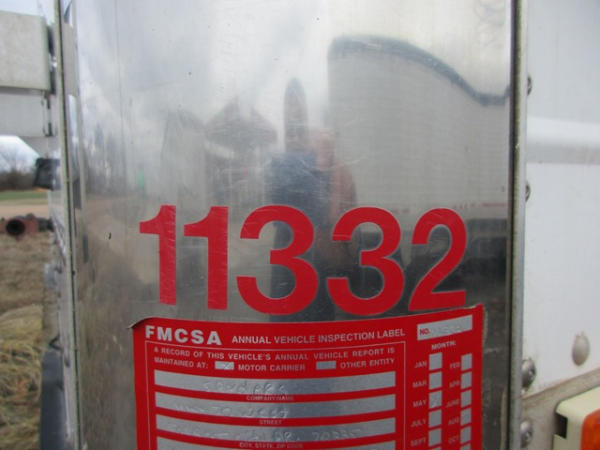 11332
FMCSA ANNUAL VEHICLE INSPECTION LABEL NO.
A RECORD OF THIS VEHICLE'S ANNUAL VEHICLE REPORT IS
MAINTAINED AT: MOTOR CARRIER OTHER ENTITY
MONTH:
JAN FEB
COMPANY NAME
MAR APR
STREET
MAY JUNE
JULY AUG
CITY, STATE, ZIP CODE
SEPT OCT